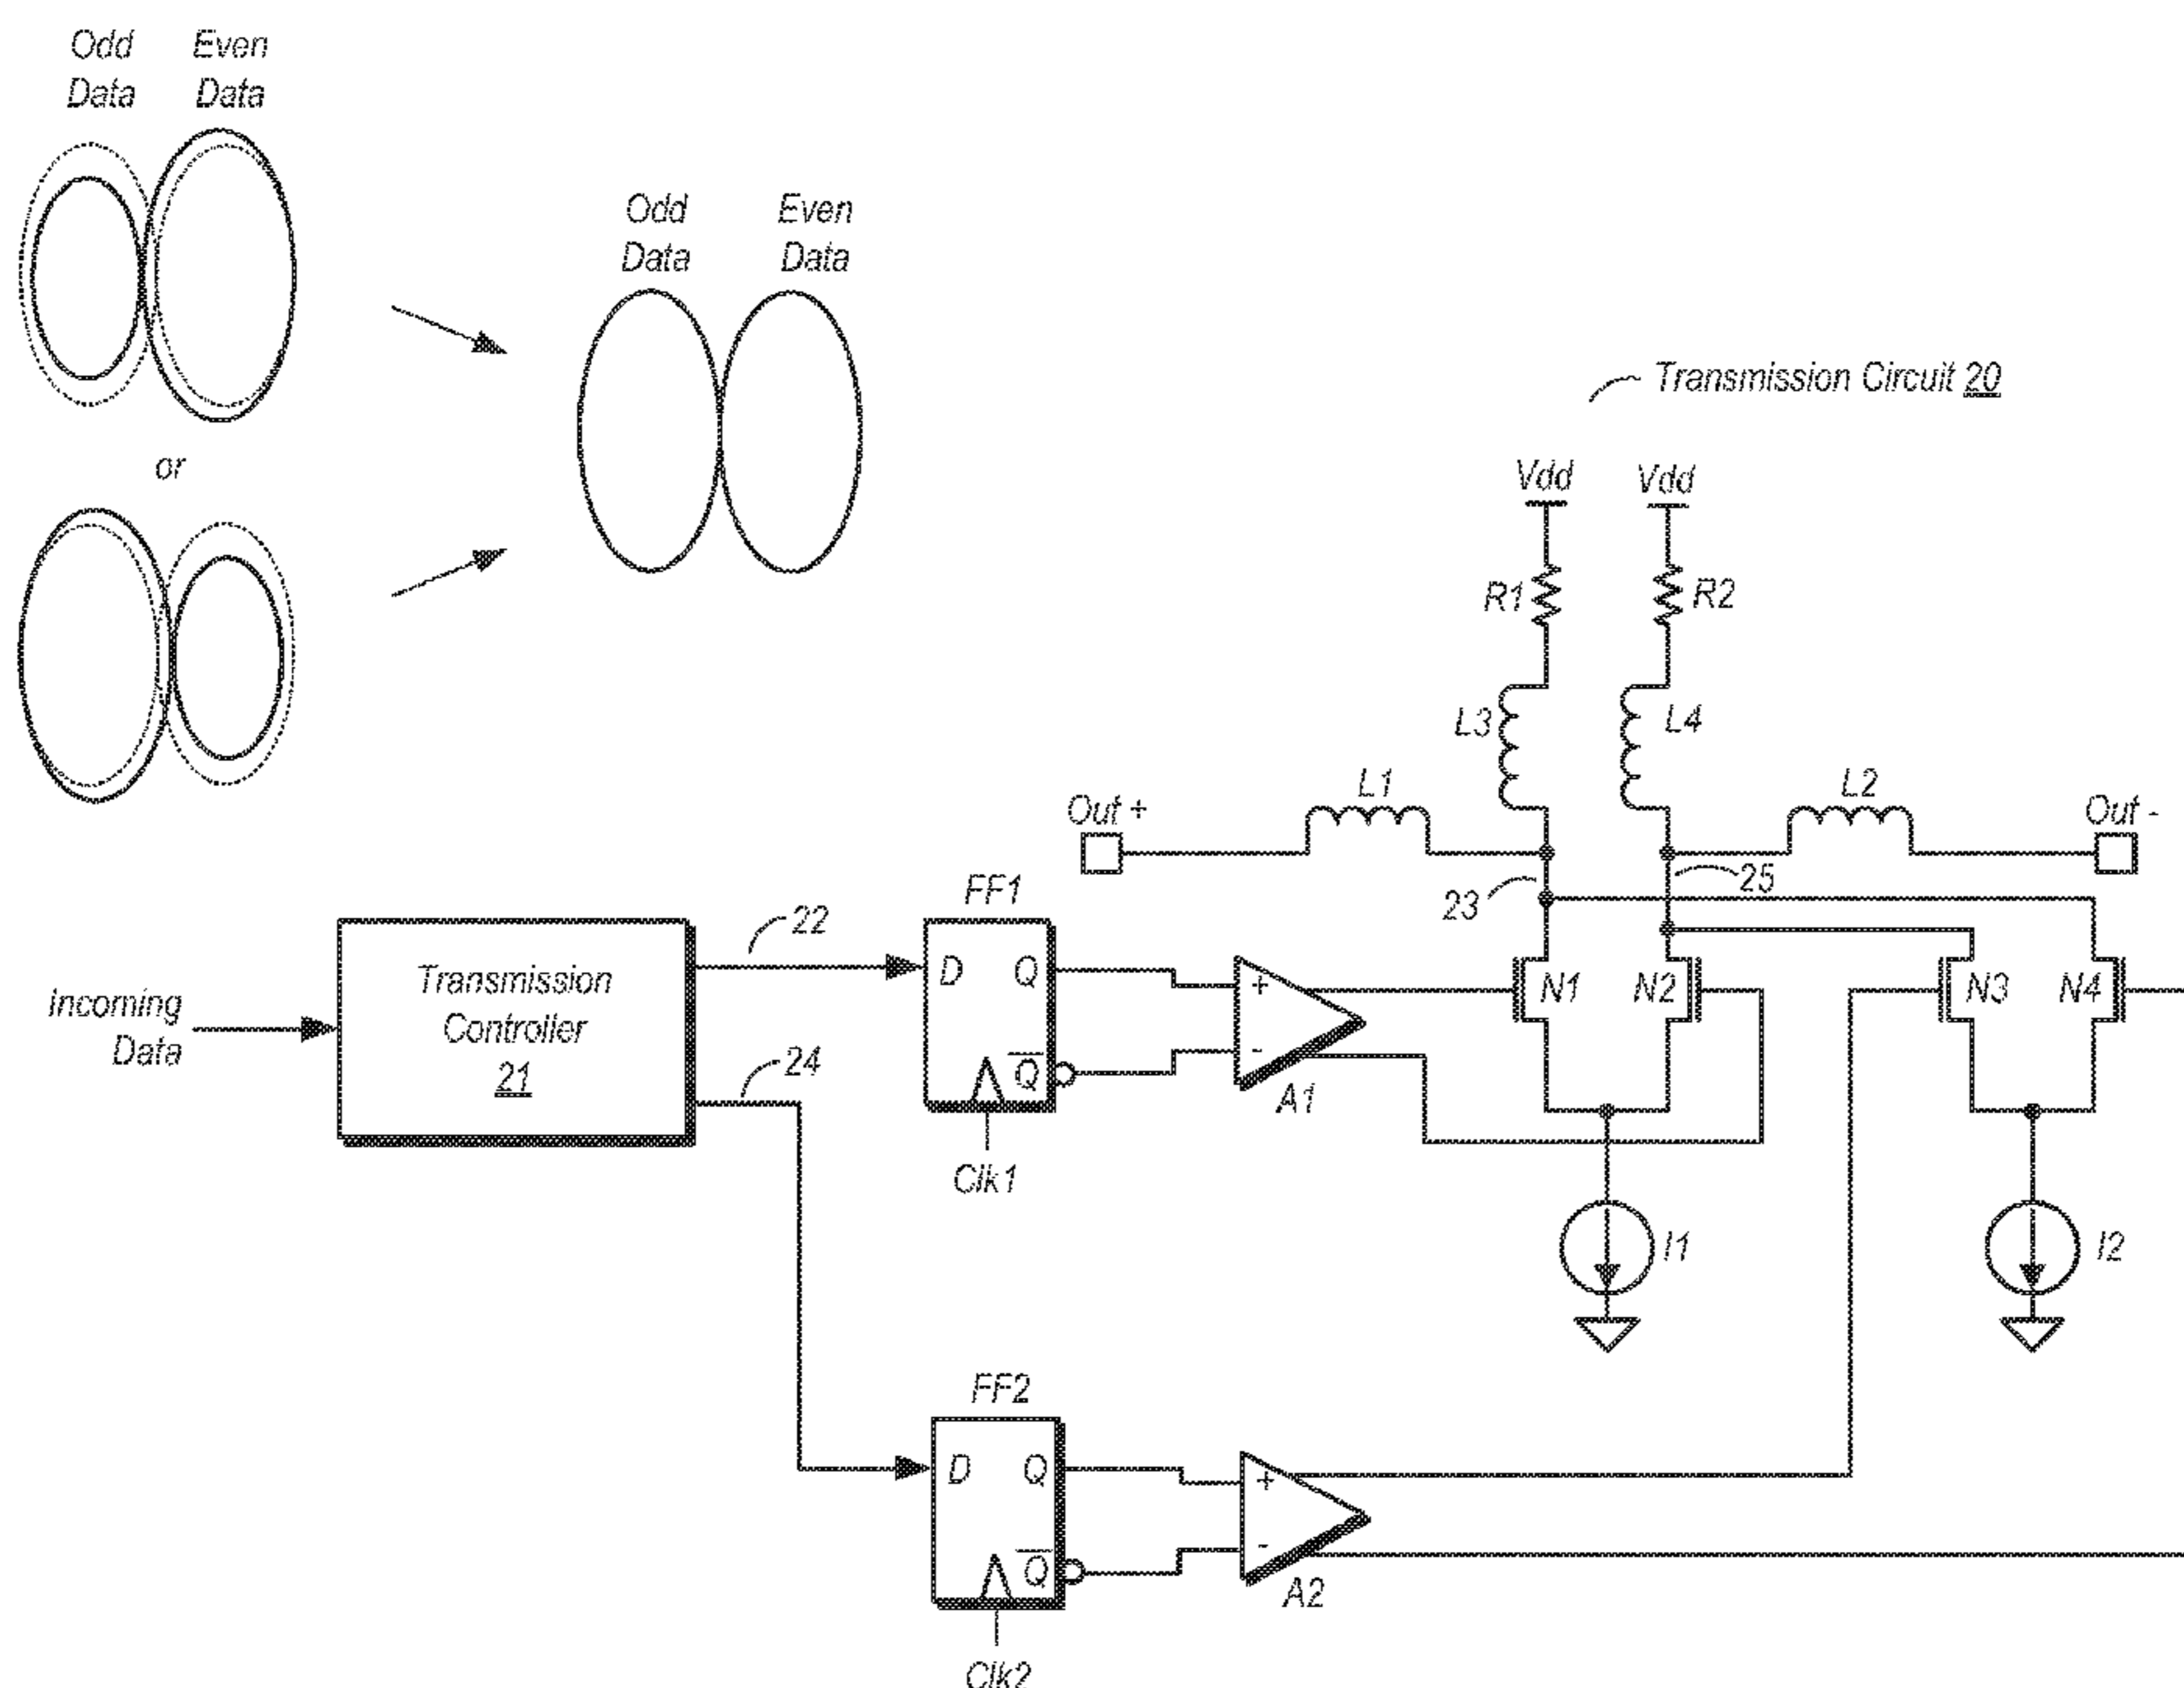 Odd Data
Even Data
or
Odd Data
Even Data
Transmission Circuit 20
Vdd
Vdd
R1
R2
L3
L4
Out +
L1
L2
Out -
23
25
Incoming Data
Transmission Controller 21
22
24
FF1
D
Q
Q̅
Clk1
+
-
A1
N1
N2
N3
N4
I1
I2
FF2
D
Q
Q̅
Clk2
+
-
A2